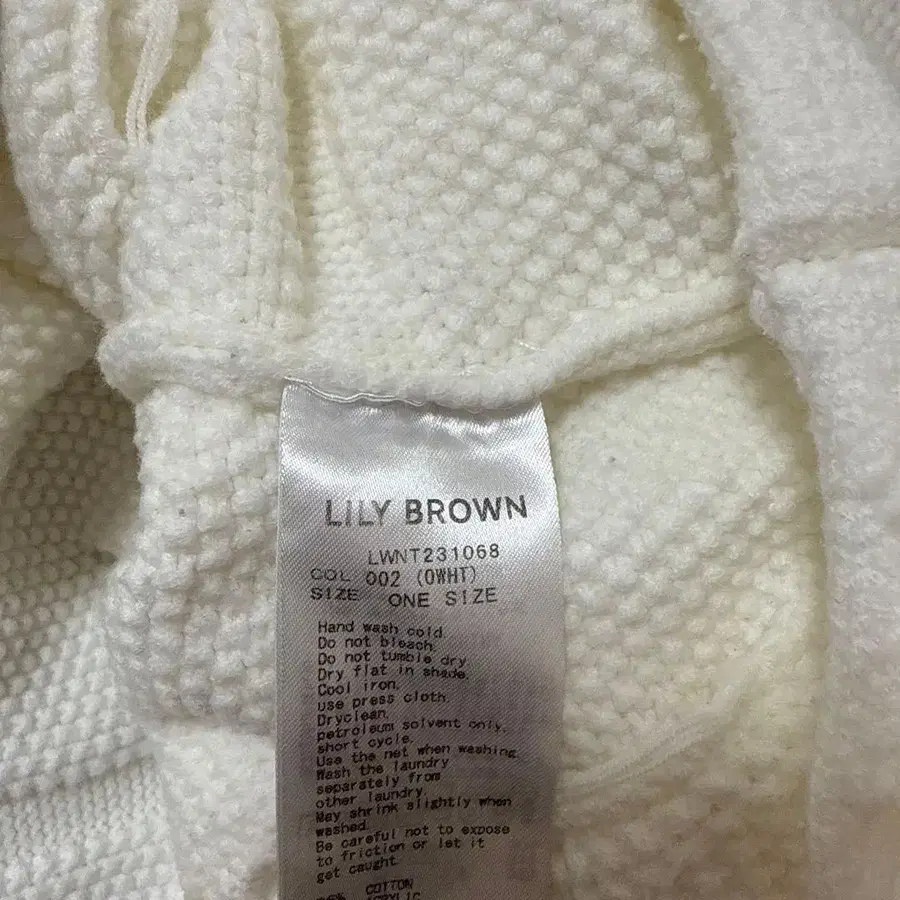 LILY BROWN
LWNT231068
COL 002 (OWHT)
SIZE ONE SIZE
Hand wash cold.
Do not bleach.
Do not tumble dry
Dry flat in shade.
Cool iron.
use press cloth.
Dryclean.
petroleum solvent only.
short cycle.
Use the net when washing
Wash the laundry
separately from
other laundry.
May shrink slightly when
washed.
Be careful not to expose
to friction or let it
get caught
COTTON